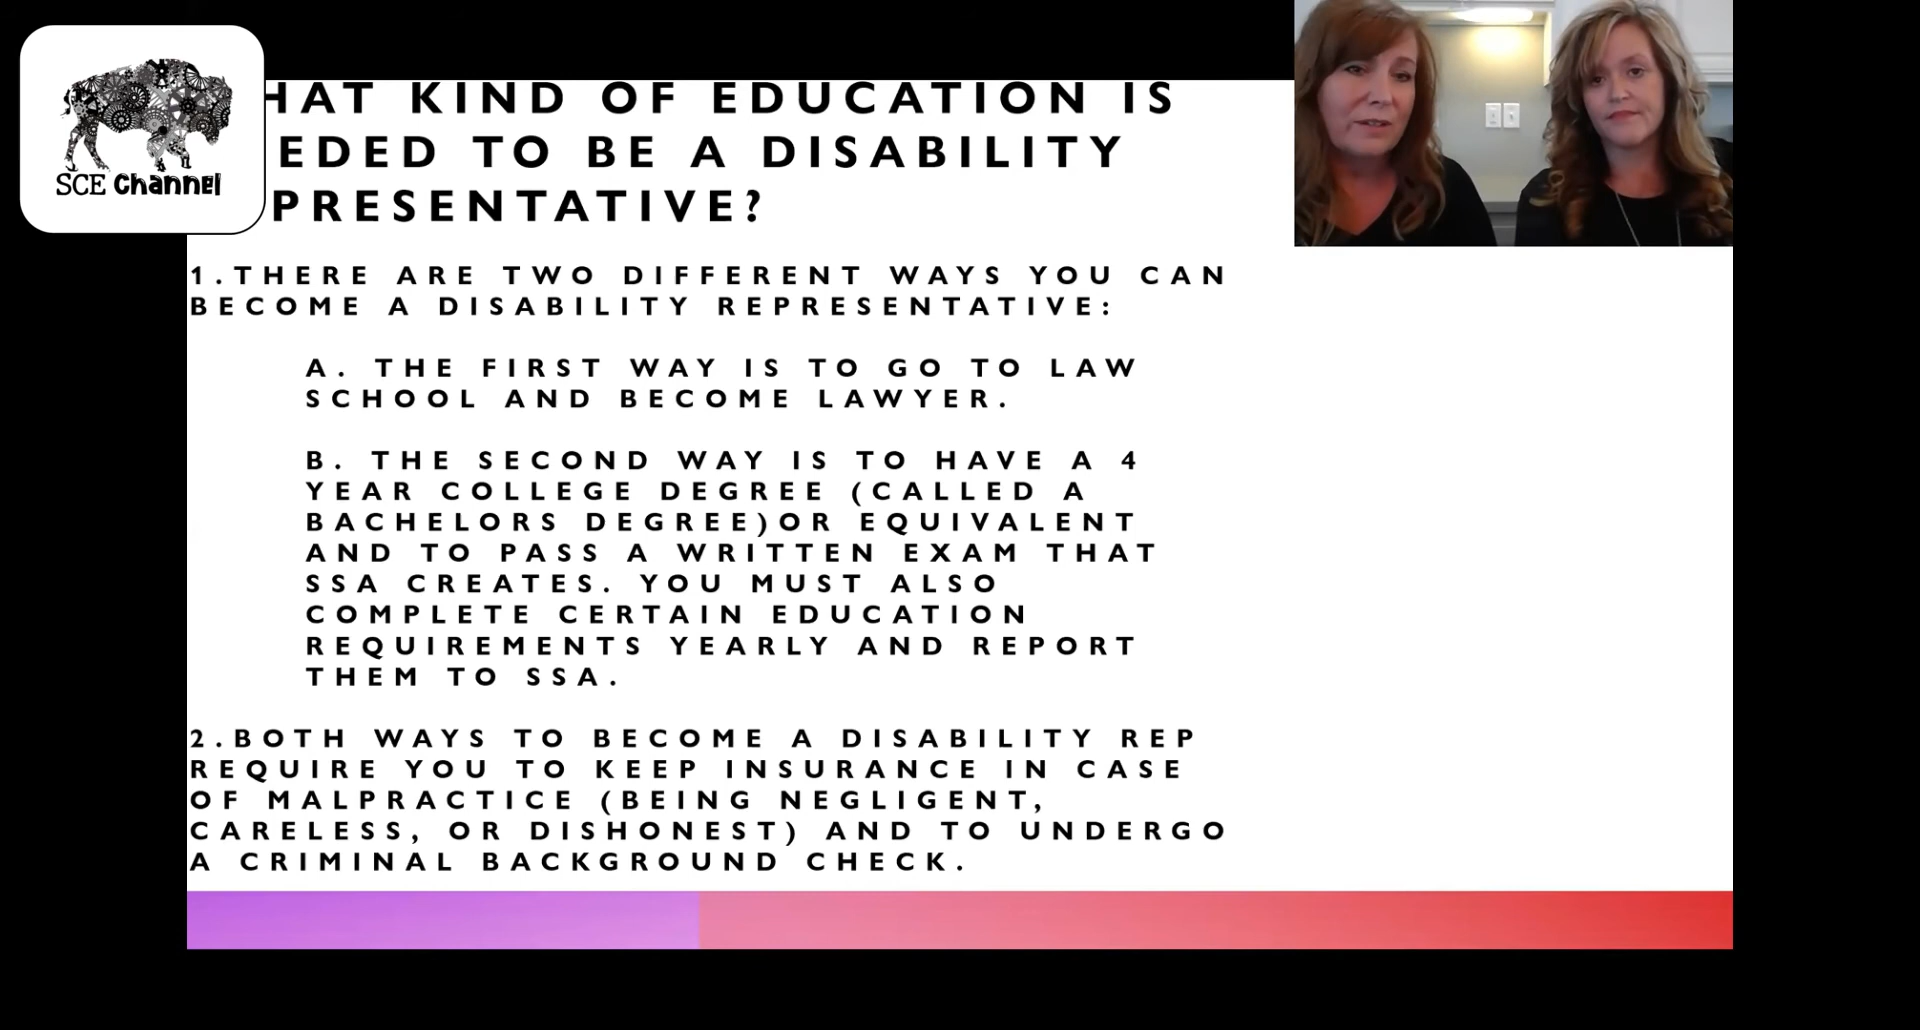 SCE Channel
HAT KIND OF EDUCATION IS
EDED TO BE A DISABILITY
PRESENTATIVE?
1.THERE ARE TWO DIFFERENT WAYS YOU CAN
BECOME A DISABILITY REPRESENTATIVE:
A. THE FIRST WAY IS TO GO TO LAW
SCHOOL AND BECOME LAWYER.
B. THE SECOND WAY IS TO HAVE A 4
YEAR COLLEGE DEGREE (CALLED A
BACHELORS DEGREE)OR EQUIVALENT
AND TO PASS A WRITTEN EXAM THAT
SSA CREATES. YOU MUST ALSO
COMPLETE CERTAIN EDUCATION
REQUIREMENTS YEARLY AND REPORT
THEM TO SSA.
2.BOTH WAYS TO BECOME A DISABILITY REP
REQUIRE YOU TO KEEP INSURANCE IN CASE
OF MALPRACTICE (BEING NEGLIGENT,
CARELESS, OR DISHONEST) AND TO UNDERGO
A CRIMINAL BACKGROUND CHECK.